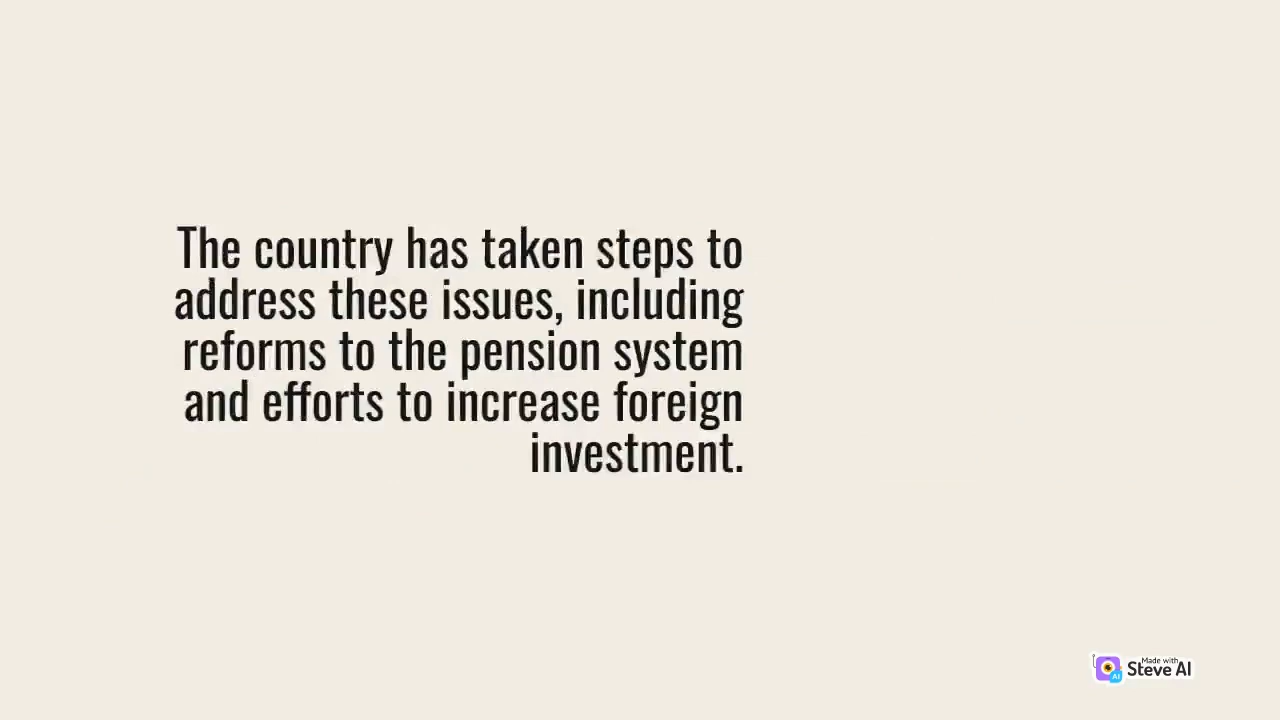 The country has taken steps to
address these issues, including
reforms to the pension system
and efforts to increase foreign
investment.
Made with
Steve AI
AI